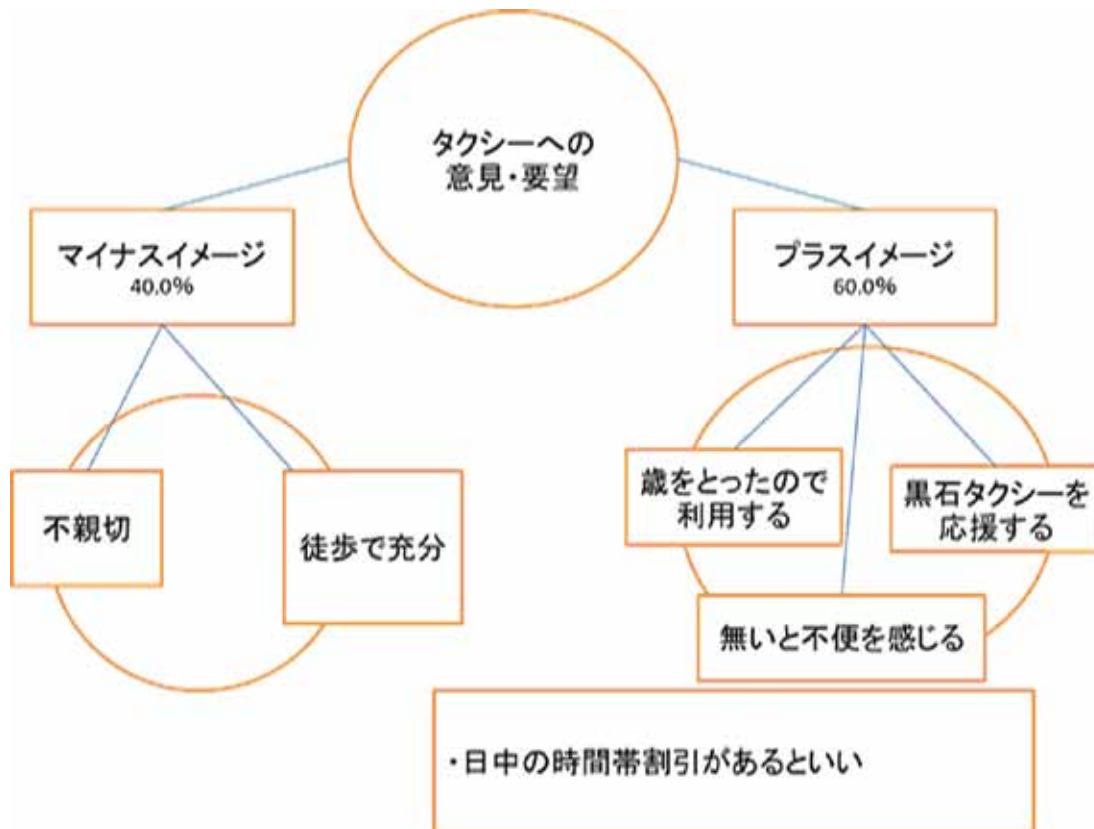 タクシーへの
意見・要望
マイナスイメージ
40.0%
プラスイメージ
60.0%
不親切
徒歩で充分
歳をとったので
利用する
黒石タクシーを
応援する
無いと不便を感じる
・日中の時間帯割引があるといい